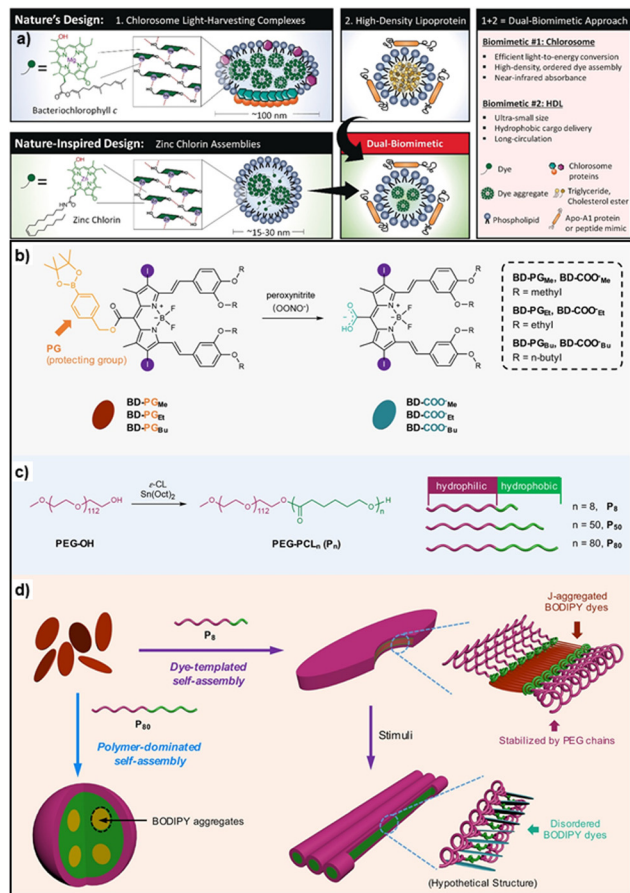 Nature's Design: 1. Chlorosome Light-Harvesting Complexes
2. High-Density Lipoprotein
1+2 = Dual-Biomimetic Approach
a)
OH
Mg
=
Bacteriochlorophyll c
~100 nm
Biomimetic #1: Chlorosome
- Efficient light-to-energy conversion
- High-density, ordered dye assembly
- Near-infrared absorbance
Biomimetic #2: HDL
- Ultra-small size
- Hydrophobic cargo delivery
- Long-circulation
Nature-Inspired Design: Zinc Chlorin Assemblies
Dual-Biomimetic
=
OH
Zinc Chlorin
~15-30 nm
Dye
Chlorosome proteins
Dye aggregate
Triglyceride, Cholesterol ester
Phospholipid
Apo-A1 protein or peptide mimic
b)
PG
(protecting group)
peroxynitrite
(OONO⁻)
BD-PGMe, BD-COO⁻Me
R = methyl
BD-PGEt, BD-COO⁻Et
R = ethyl
BD-PGBu, BD-COO⁻Bu
R = n-butyl
BD-PGMe
BD-PGEt
BD-PGBu
BD-COO⁻Me
BD-COO⁻Et
BD-COO⁻Bu
c)
ε-CL
Sn(Oct)2
112
OH
PEG-OH
112
n
H
PEG-PCLn (Pn)
hydrophilic
hydrophobic
n = 8, P8
n = 50, P50
n = 80, P80
d)
P8
Dye-templated
self-assembly
J-aggregated
BODIPY dyes
P80
Polymer-dominated
self-assembly
Stimuli
Stabilized by PEG chains
BODIPY aggregates
Disordered
BODIPY dyes
(Hypothetical Structure)